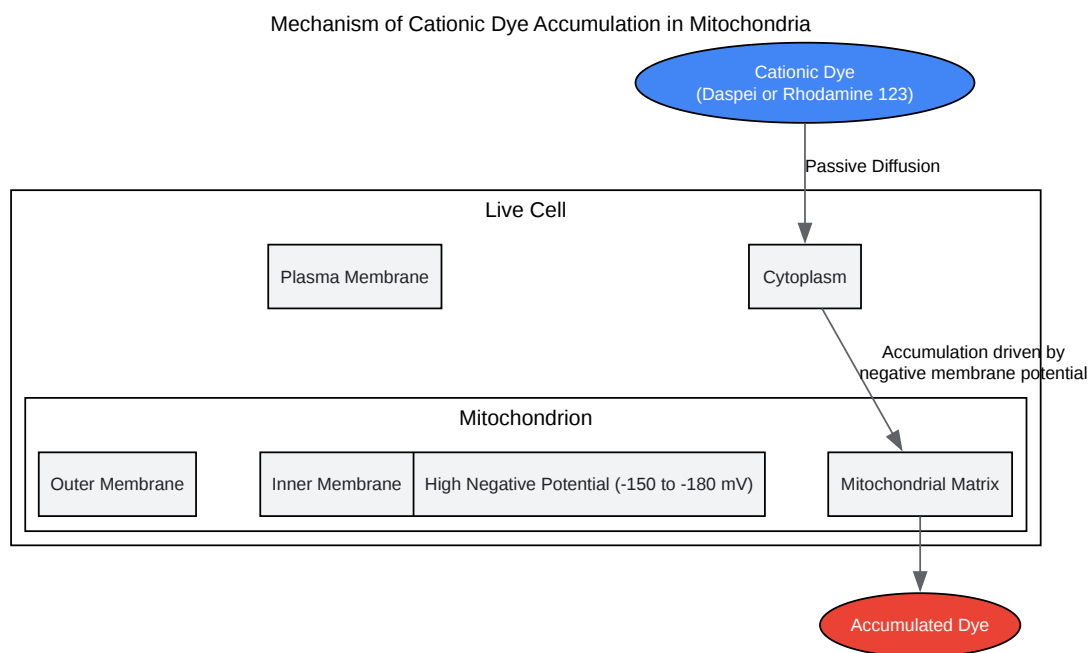 Mechanism of Cationic Dye Accumulation in Mitochondria
Cationic Dye
(Daspei or Rhodamine 123)
Passive Diffusion
Live Cell
Plasma Membrane
Cytoplasm
Accumulation driven by
negative membrane potential
Mitochondrion
Outer Membrane
Inner Membrane
High Negative Potential (-150 to -180 mV)
Mitochondrial Matrix
Accumulated Dye